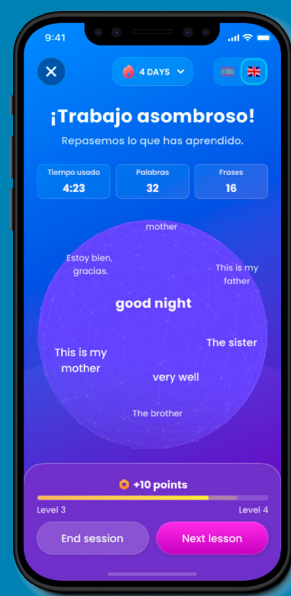 9:41
4 DAYS
¡Trabajo asombroso!
Repasemos lo que has aprendido.
Tiempo usado
4:23
Palabras
32
Frases
16
mother
Estoy bien,
gracias.
This is my
father
good night
The sister
This is my
mother
very well
The brother
+10 points
Level 3
Level 4
End session
Next lesson